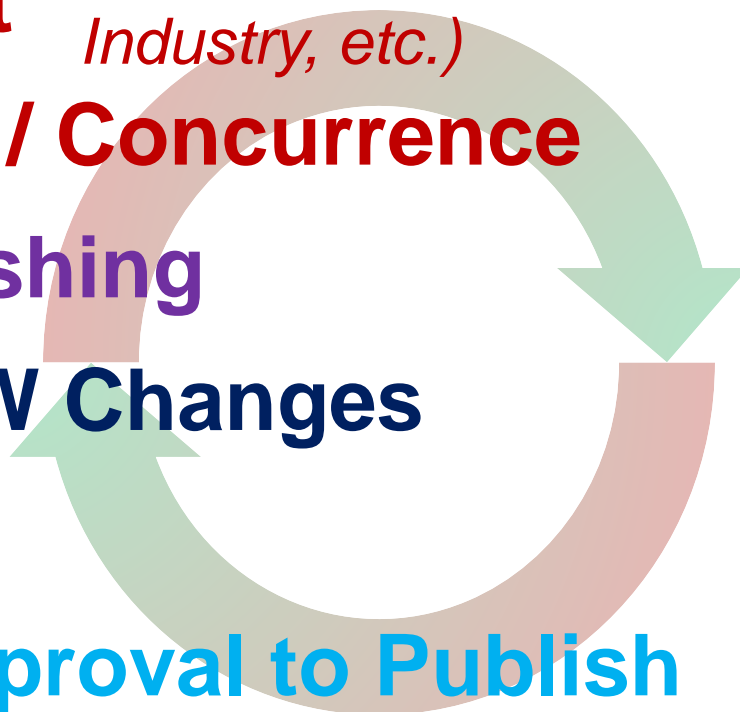 Industry, etc.)
/ Concurrence
shing
W Changes
proval to Publish